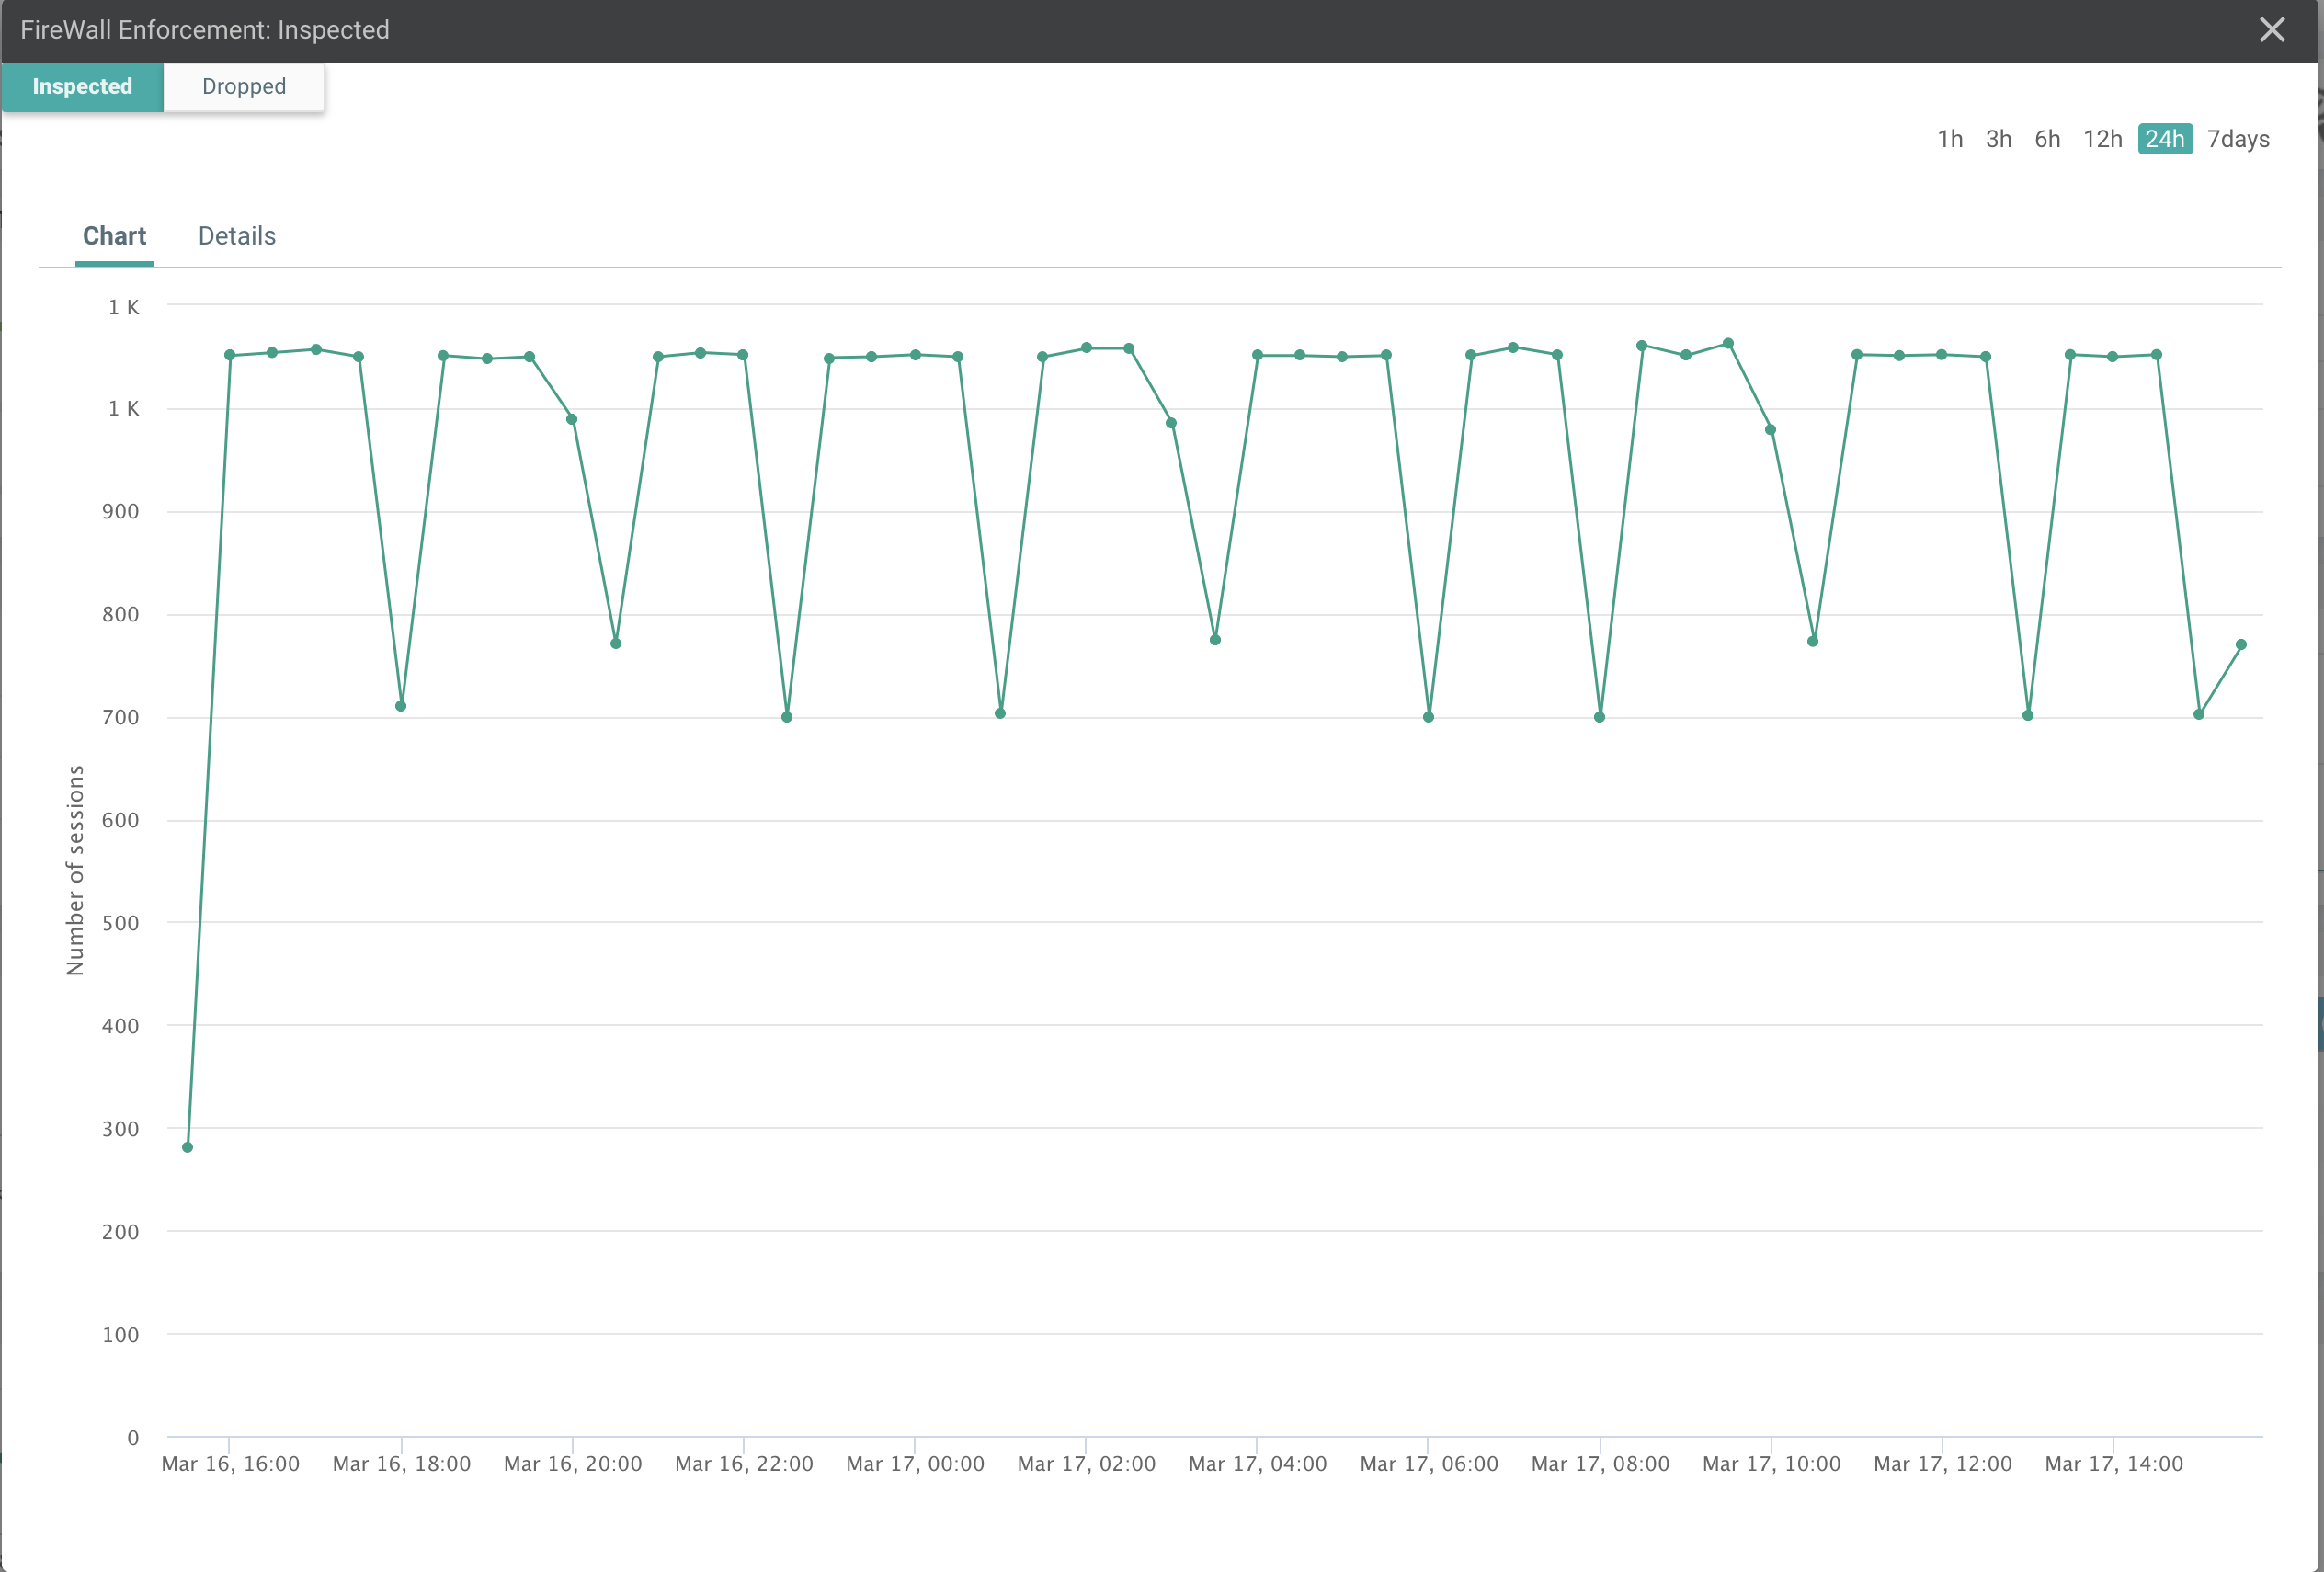 FireWall Enforcement: Inspected
Inspected Dropped
1h 3h 6h 12h 24h 7days
Chart Details
1 K
1 K
900
800
700
600
500
400
300
200
100
0
Number of sessions
Mar 16, 16:00 Mar 16, 18:00 Mar 16, 20:00 Mar 16, 22:00 Mar 17, 00:00 Mar 17, 02:00 Mar 17, 04:00 Mar 17, 06:00 Mar 17, 08:00 Mar 17, 10:00 Mar 17, 12:00 Mar 17, 14:00